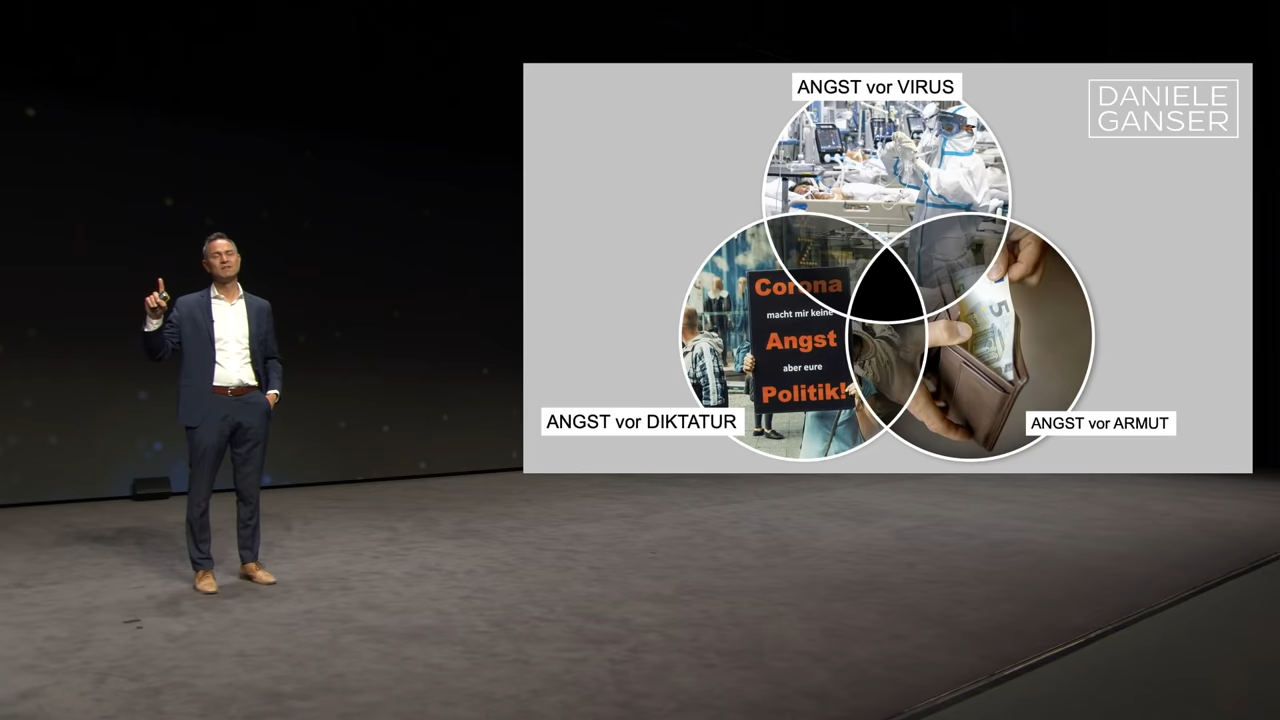 ANGST vor VIRUS
DANIELE
GANSER
Corona
macht mir keine
Angst
aber eure
Politik!
5
ANGST vor DIKTATUR
ANGST vor ARMUT